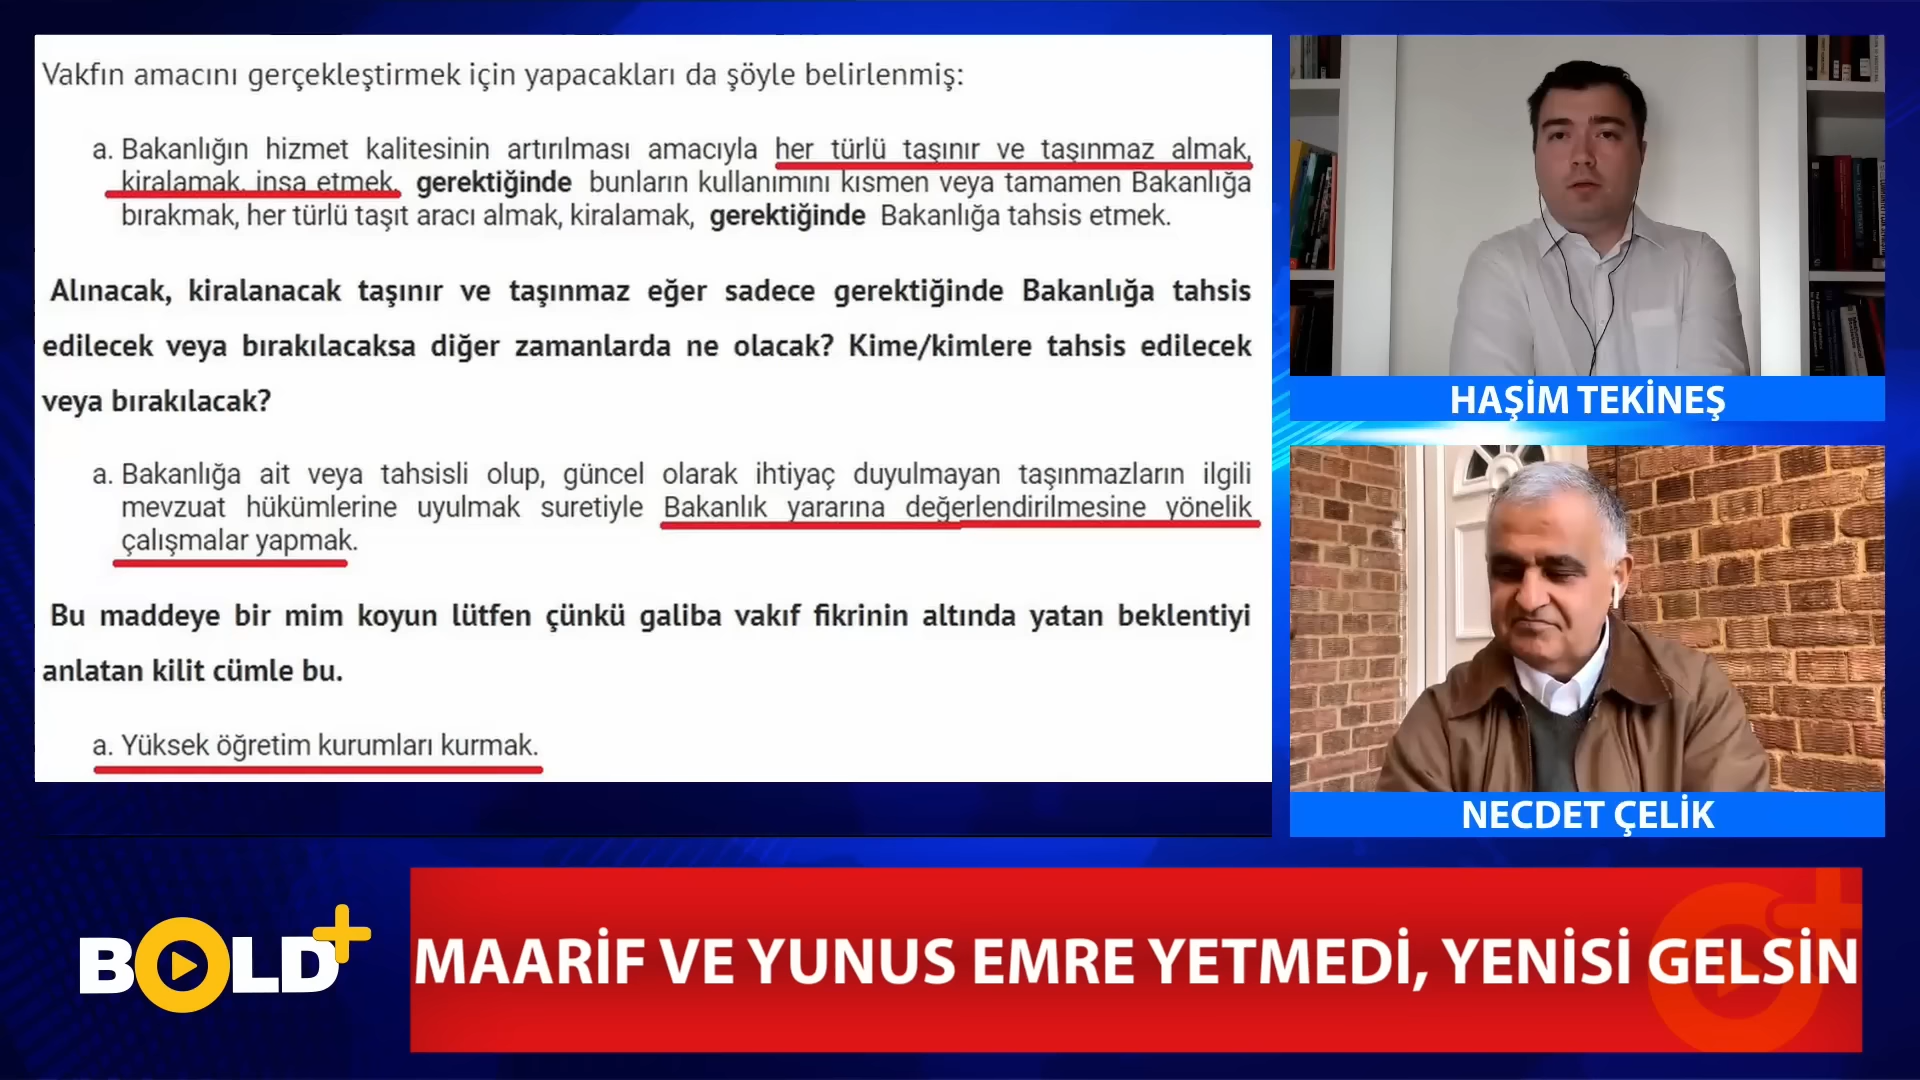 Vakfın amacını gerçekleştirmek için yapacakları da şöyle belirlenmiş:
a. Bakanlığın hizmet kalitesinin artırılması amacıyla her türlü taşınır ve taşınmaz almak,
kiralamak, inşa etmek, gerektiğinde bunların kullanımını kısmen veya tamamen Bakanlığa
bırakmak, her türlü taşıt aracı almak, kiralamak, gerektiğinde Bakanlığa tahsis etmek.
Alınacak, kiralanacak taşınır ve taşınmaz eğer sadece gerektiğinde Bakanlığa tahsis
edilecek veya bırakılacaksa diğer zamanlarda ne olacak? Kime/kimlere tahsis edilecek
veya bırakılacak?
a. Bakanlığa ait veya tahsisli olup, güncel olarak ihtiyaç duyulmayan taşınmazların ilgili
mevzuat hükümlerine uyulmak suretiyle Bakanlık yararına değerlendirilmesine yönelik
çalışmalar yapmak.
Bu maddeye bir mim koyun lütfen çünkü galiba vakıf fikrinin altında yatan beklentiyi
anlatan kilit cümle bu.
a. Yüksek öğretim kurumları kurmak.
HAŞİM TEKİNEŞ
NECDET ÇELİK
BOLD+
MAARİF VE YUNUS EMRE YETMEDİ, YENİSİ GELSİN